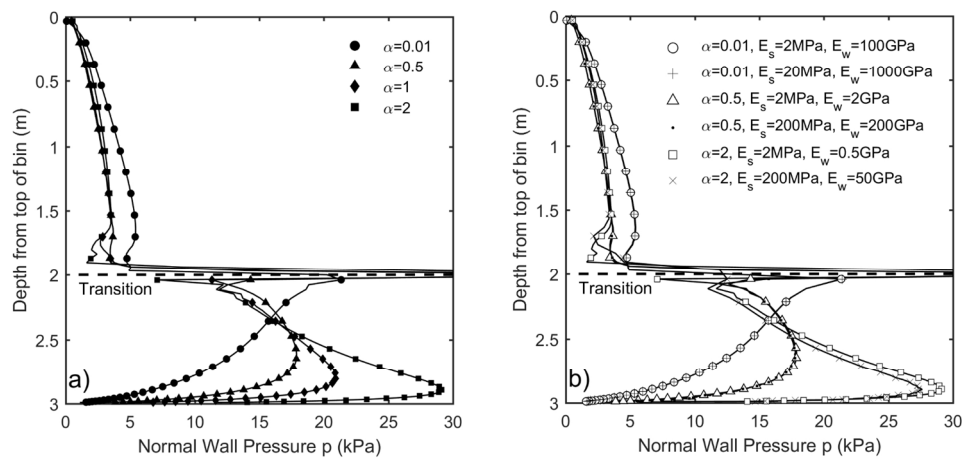 0
0.5
1
1.5
2
2.5
3
Depth from top of bin (m)
α=0.01
α=0.5
α=1
α=2
Transition
a)
0 5 10 15 20 25 30
Normal Wall Pressure p (kPa)
0
0.5
1
1.5
2
2.5
3
Depth from top of bin (m)
α=0.01, Es=2MPa, Ew=100GPa
α=0.01, Es=20MPa, Ew=1000GPa
α=0.5, Es=2MPa, Ew=2GPa
α=0.5, Es=200MPa, Ew=200GPa
α=2, Es=2MPa, Ew=0.5GPa
α=2, Es=200MPa, Ew=50GPa
Transition
b)
0 5 10 15 20 25 30
Normal Wall Pressure p (kPa)